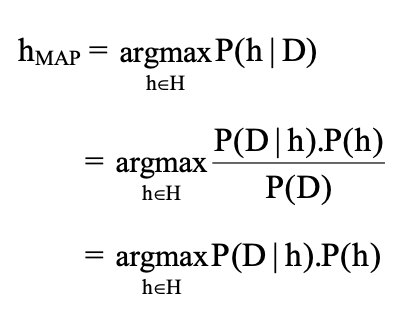 hMAP = argmax P(h | D)
h∈H
= argmax P(D | h).P(h) / P(D)
h∈H
= argmax P(D | h).P(h)
h∈H